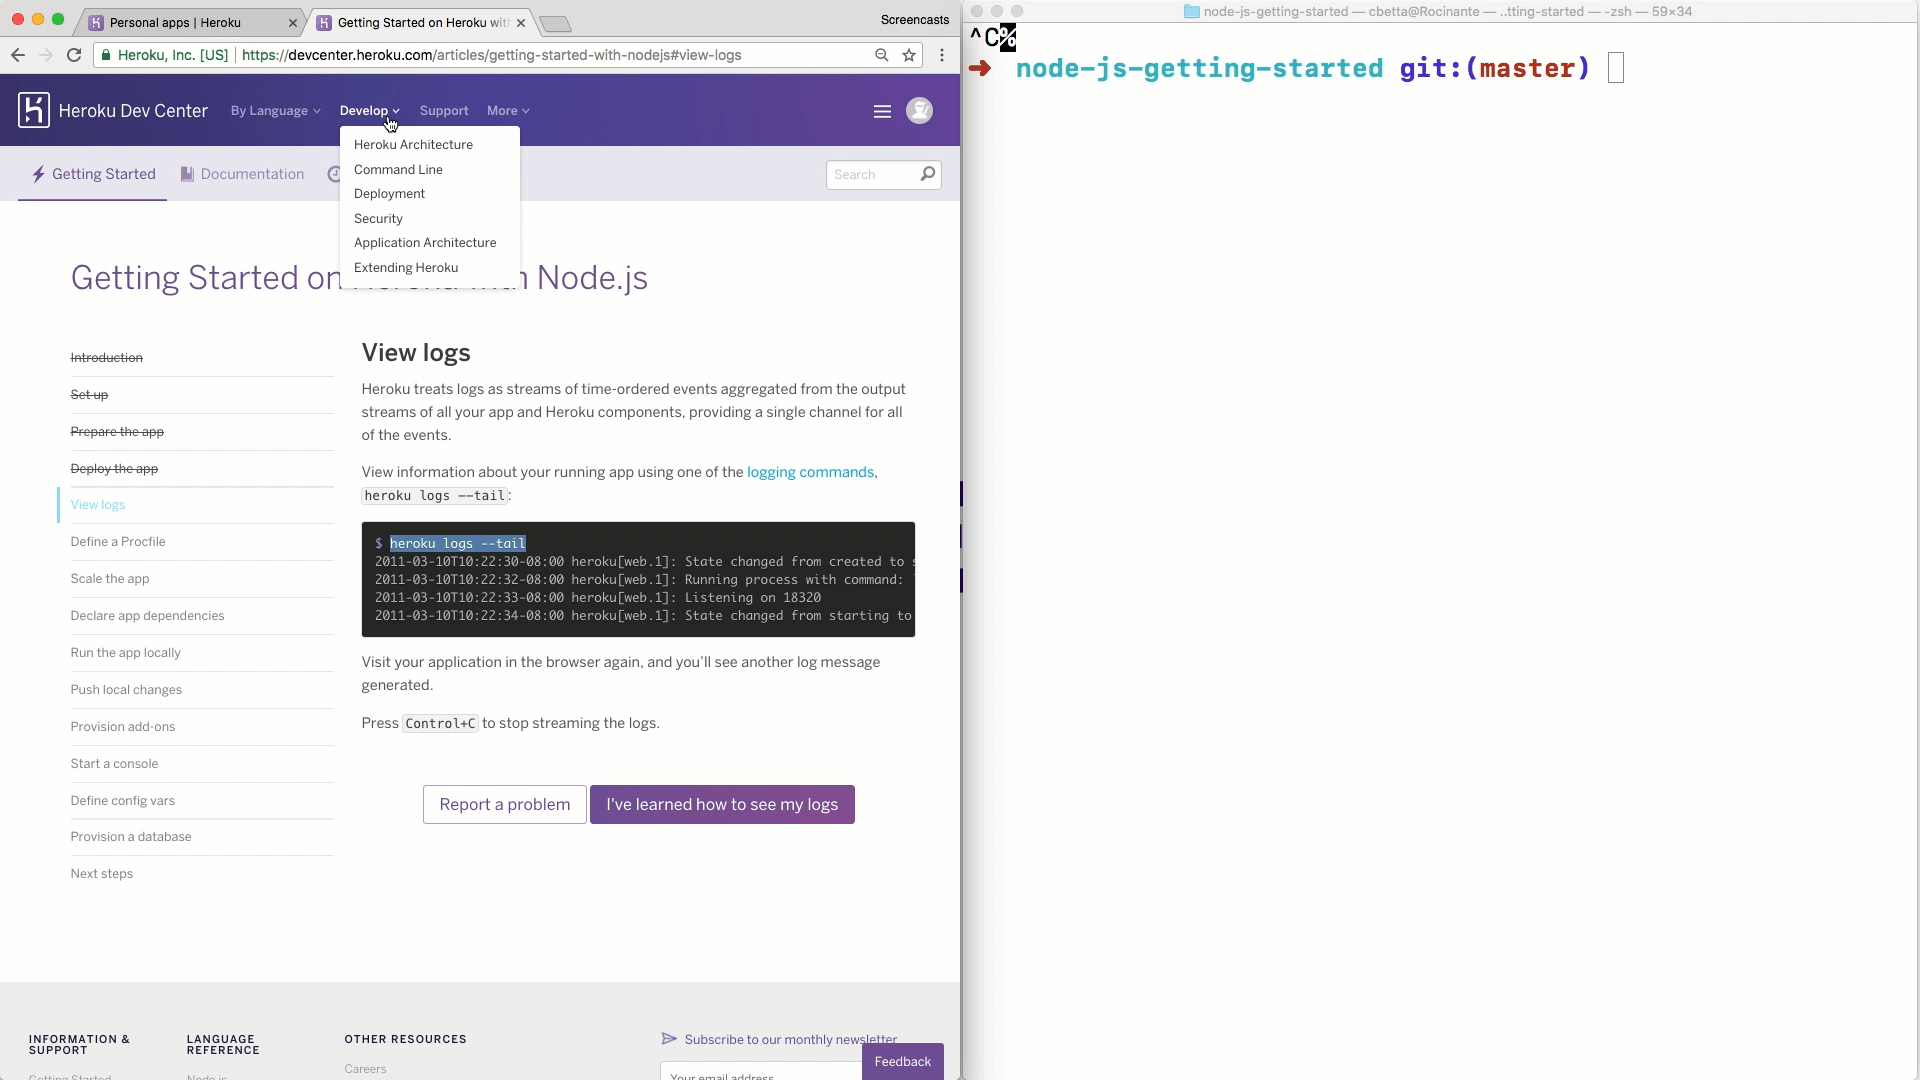 Personal apps | Heroku
Getting Started on Heroku with
Screencasts
Heroku, Inc. [US]
https://devcenter.heroku.com/articles/getting-started-with-nodejs#view-logs
Heroku Dev Center
By Language
Develop
Support
More
Heroku Architecture
Command Line
Deployment
Security
Application Architecture
Extending Heroku
Getting Started
Documentation
Search
Getting Started on Heroku with Node.js
Introduction
Set up
Prepare the app
Deploy the app
View logs
Define a Procfile
Scale the app
Declare app dependencies
Run the app locally
Push local changes
Provision add-ons
Start a console
Define config vars
Provision a database
Next steps
View logs
Heroku treats logs as streams of time-ordered events aggregated from the output
streams of all your app and Heroku components, providing a single channel for all
of the events.
View information about your running app using one of the logging commands,
heroku logs --tail:
$ heroku logs --tail
2011-03-10T10:22:30-08:00 heroku[web.1]: State changed from created to
2011-03-10T10:22:32-08:00 heroku[web.1]: Running process with command:
2011-03-10T10:22:33-08:00 heroku[web.1]: Listening on 18320
2011-03-10T10:22:34-08:00 heroku[web.1]: State changed from starting to
Visit your application in the browser again, and you'll see another log message
generated.
Press Control+C to stop streaming the logs.
Report a problem
I've learned how to see my logs
INFORMATION &
SUPPORT
Getting Started
LANGUAGE
REFERENCE
Node.js
OTHER RESOURCES
Careers
Subscribe to our monthly newsletter
Your email address
Feedback
node-js-getting-started — cbetta@Rocinante — ..tting-started — -zsh — 59×34
^C%
➜ node-js-getting-started git:(master)